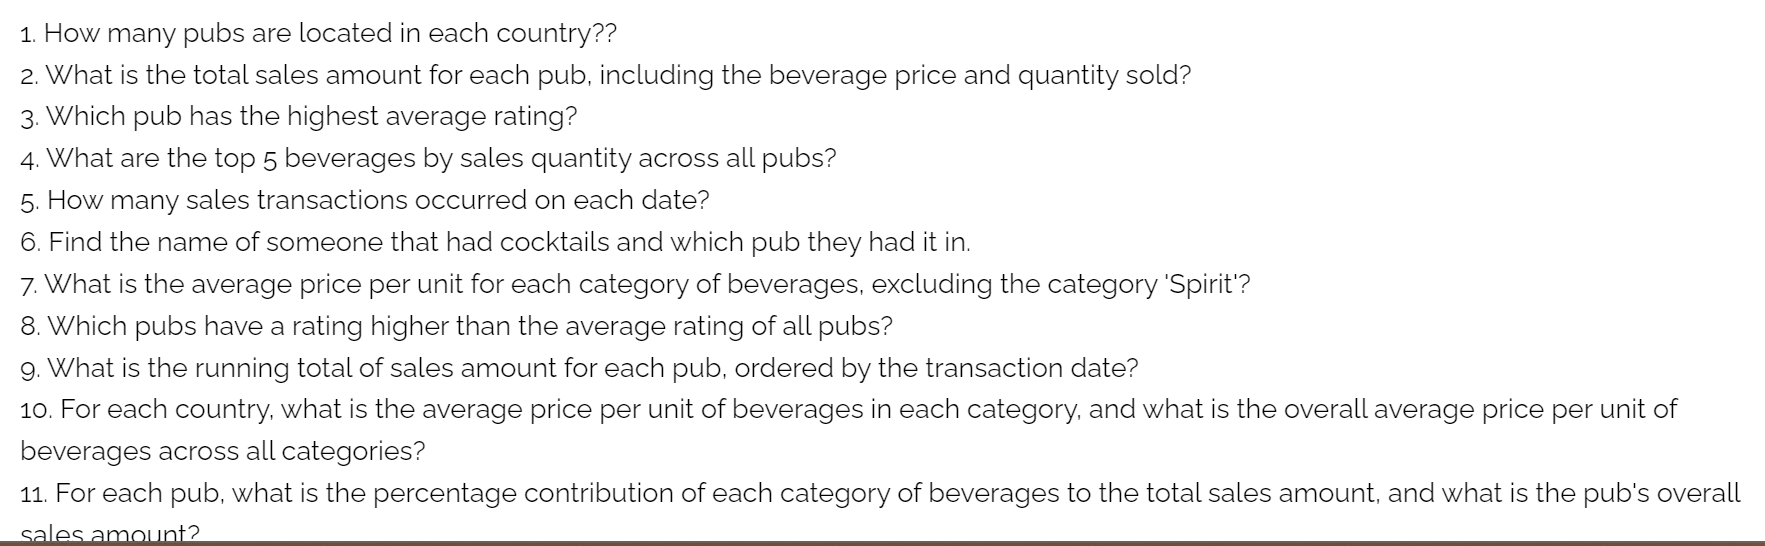 1. How many pubs are located in each country??
2. What is the total sales amount for each pub, including the beverage price and quantity sold?
3. Which pub has the highest average rating?
4. What are the top 5 beverages by sales quantity across all pubs?
5. How many sales transactions occurred on each date?
6. Find the name of someone that had cocktails and which pub they had it in.
7. What is the average price per unit for each category of beverages, excluding the category 'Spirit'?
8. Which pubs have a rating higher than the average rating of all pubs?
9. What is the running total of sales amount for each pub, ordered by the transaction date?
10. For each country, what is the average price per unit of beverages in each category, and what is the overall average price per unit of
beverages across all categories?
11. For each pub, what is the percentage contribution of each category of beverages to the total sales amount, and what is the pub's overall
sales amount?